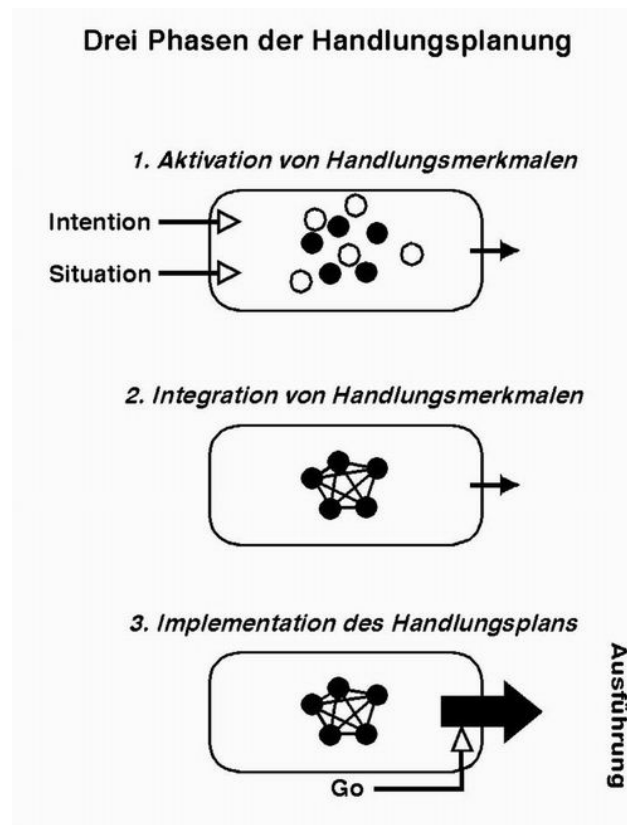 Drei Phasen der Handlungsplanung
1. Aktivation von Handlungsmerkmalen
Intention
Situation
2. Integration von Handlungsmerkmalen
3. Implementation des Handlungsplans
Ausführung
Go